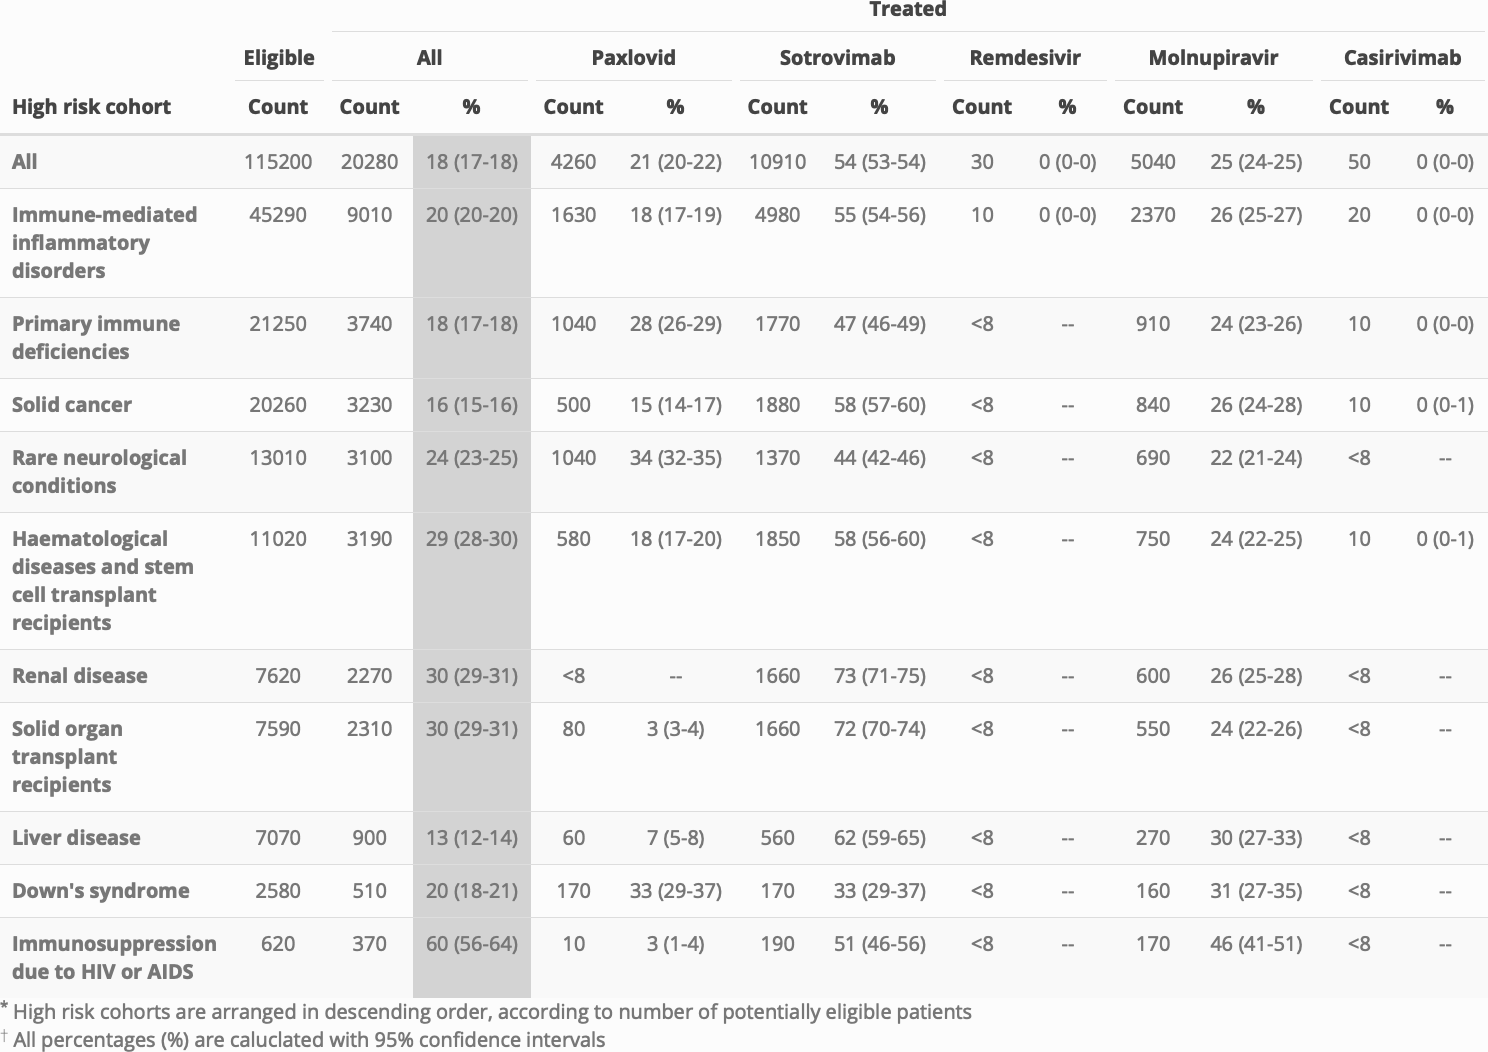 Treated
Eligible All Paxlovid Sotrovimab Remdesivir Molnupiravir Casirivimab
High risk cohort Count Count % Count % Count % Count % Count % Count %
All 115200 20280 18 (17-18) 4260 21 (20-22) 10910 54 (53-54) 30 0 (0-0) 5040 25 (24-25) 50 0 (0-0)
Immune-mediated 45290 9010 20 (20-20) 1630 18 (17-19) 4980 55 (54-56) 10 0 (0-0) 2370 26 (25-27) 20 0 (0-0)
inflammatory
disorders
Primary immune 21250 3740 18 (17-18) 1040 28 (26-29) 1770 47 (46-49) <8 -- 910 24 (23-26) 10 0 (0-0)
deficiencies
Solid cancer 20260 3230 16 (15-16) 500 15 (14-17) 1880 58 (57-60) <8 -- 840 26 (24-28) 10 0 (0-1)
Rare neurological 13010 3100 24 (23-25) 1040 34 (32-35) 1370 44 (42-46) <8 -- 690 22 (21-24) <8 --
conditions
Haematological 11020 3190 29 (28-30) 580 18 (17-20) 1850 58 (56-60) <8 -- 750 24 (22-25) 10 0 (0-1)
diseases and stem
cell transplant
recipients
Renal disease 7620 2270 30 (29-31) <8 -- 1660 73 (71-75) <8 -- 600 26 (25-28) <8 --
Solid organ 7590 2310 30 (29-31) 80 3 (3-4) 1660 72 (70-74) <8 -- 550 24 (22-26) <8 --
transplant
recipients
Liver disease 7070 900 13 (12-14) 60 7 (5-8) 560 62 (59-65) <8 -- 270 30 (27-33) <8 --
Down's syndrome 2580 510 20 (18-21) 170 33 (29-37) 170 33 (29-37) <8 -- 160 31 (27-35) <8 --
Immunosuppression 620 370 60 (56-64) 10 3 (1-4) 190 51 (46-56) <8 -- 170 46 (41-51) <8 --
due to HIV or AIDS
* High risk cohorts are arranged in descending order, according to number of potentially eligible patients
† All percentages (%) are caluclated with 95% confidence intervals